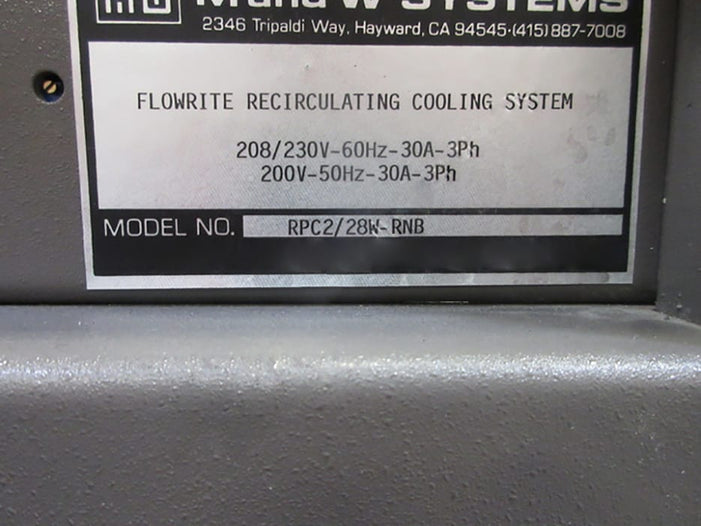 W SYSTEMS
2346 Tripaldi Way, Hayward, CA 94545·(415)887-7008
FLOWRITE RECIRCULATING COOLING SYSTEM
208/230V-60Hz-30A-3Ph
200V-50Hz-30A-3Ph
MODEL NO. RPC2/28W-RNB